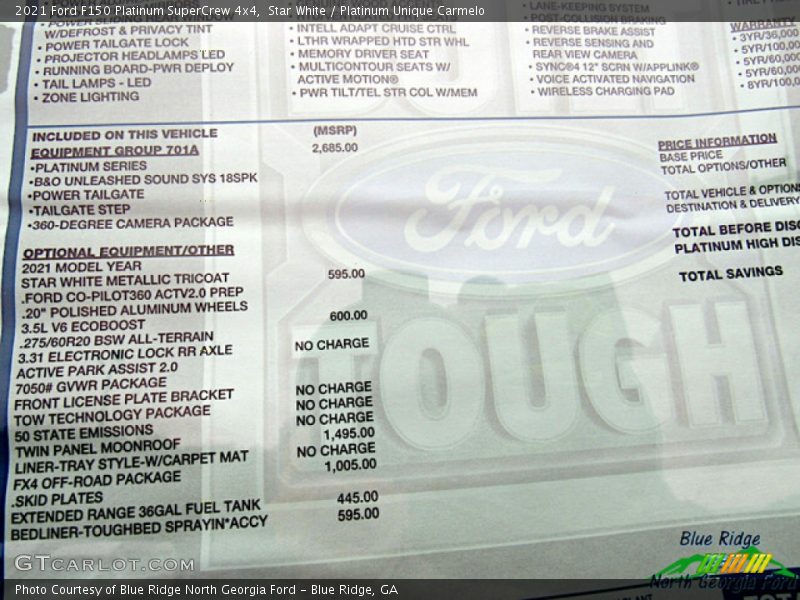 2021 Ford F150 Platinum SuperCrew 4x4, Star White / Platinum Unique Carmelo
• POWER SLIDING REAR WINDOW
W/DEFROST & PRIVACY TINT
• POWER TAILGATE LOCK
• PROJECTOR HEADLAMPS LED
• RUNNING BOARD-PWR DEPLOY
• TAIL LAMPS - LED
• ZONE LIGHTING
INTELL ADAPT CRUISE CTRL
• LTHR WRAPPED HTD STR WHL
• MEMORY DRIVER SEAT
• MULTICONTOUR SEATS W/
ACTIVE MOTION®
• PWR TILT/TEL STR COL W/MEM
• LANE-KEEPING SYSTEM
• POST-COLLISION BRAKING
• REVERSE BRAKE ASSIST
• REVERSE SENSING AND
REAR VIEW CAMERA
• SYNC®4 12" SCRN W/APPLINK®
• VOICE ACTIVATED NAVIGATION
• WIRELESS CHARGING PAD
WARRANTY
• 3YR/36,000
• 5YR/100,0
• 5YR/60,00
• 5YR/60,00
• 8YR/100,0
INCLUDED ON THIS VEHICLE
(MSRP)
EQUIPMENT GROUP 701A
2,685.00
•PLATINUM SERIES
•B&O UNLEASHED SOUND SYS 18SPK
•POWER TAILGATE
•TAILGATE STEP
•360-DEGREE CAMERA PACKAGE
OPTIONAL EQUIPMENT/OTHER
2021 MODEL YEAR
STAR WHITE METALLIC TRICOAT
595.00
.FORD CO-PILOT360 ACTV2.0 PREP
.20" POLISHED ALUMINUM WHEELS
3.5L V6 ECOBOOST
600.00
.275/60R20 BSW ALL-TERRAIN
3.31 ELECTRONIC LOCK RR AXLE
NO CHARGE
ACTIVE PARK ASSIST 2.0
7050# GVWR PACKAGE
FRONT LICENSE PLATE BRACKET
NO CHARGE
TOW TECHNOLOGY PACKAGE
NO CHARGE
50 STATE EMISSIONS
NO CHARGE
TWIN PANEL MOONROOF
1,495.00
LINER-TRAY STYLE-W/CARPET MAT
NO CHARGE
FX4 OFF-ROAD PACKAGE
1,005.00
.SKID PLATES
EXTENDED RANGE 36GAL FUEL TANK
445.00
BEDLINER-TOUGHBED SPRAYIN*ACCY
595.00
PRICE INFORMATION
BASE PRICE
TOTAL OPTIONS/OTHER
TOTAL VEHICLE & OPTION
DESTINATION & DELIVERY
TOTAL BEFORE DISC
PLATINUM HIGH DIS
TOTAL SAVINGS
Ford
TOUGH
GTCarlot.com
Blue Ridge
North Georgia Ford
Photo Courtesy of Blue Ridge North Georgia Ford – Blue Ridge, GA